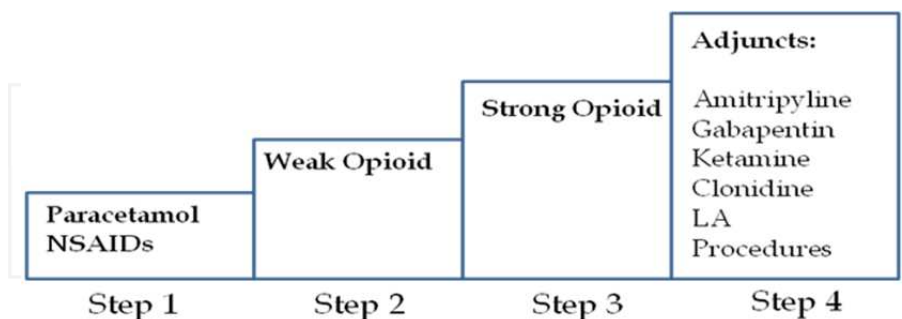 Paracetamol
NSAIDs
Step 1
Weak Opioid
Step 2
Strong Opioid
Step 3
Adjuncts:
Amitripyline
Gabapentin
Ketamine
Clonidine
LA
Procedures
Step 4